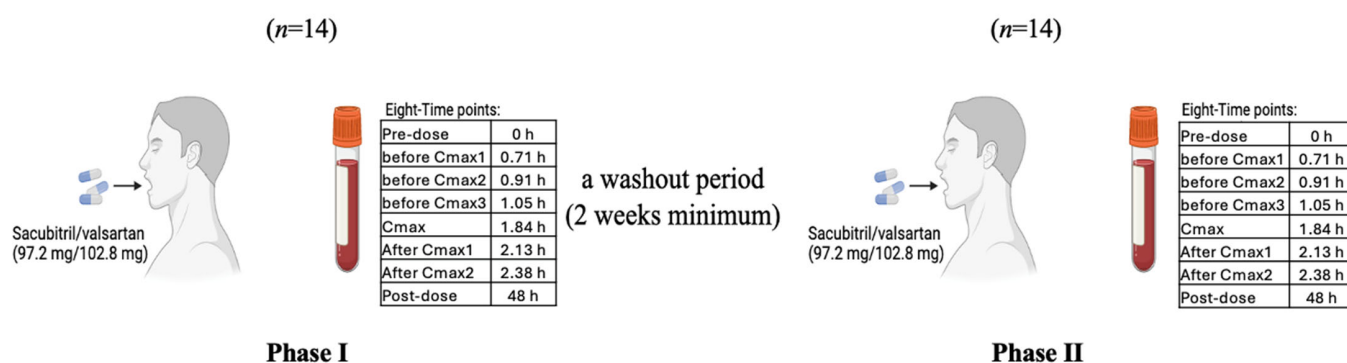 (n=14)
Sacubitril/valsartan
(97.2 mg/102.8 mg)
Eight-Time points:
Pre-dose 0 h
before Cmax1 0.71 h
before Cmax2 0.91 h
before Cmax3 1.05 h
Cmax 1.84 h
After Cmax1 2.13 h
After Cmax2 2.38 h
Post-dose 48 h
Phase I
a washout period
(2 weeks minimum)
(n=14)
Sacubitril/valsartan
(97.2 mg/102.8 mg)
Eight-Time points:
Pre-dose 0 h
before Cmax1 0.71 h
before Cmax2 0.91 h
before Cmax3 1.05 h
Cmax 1.84 h
After Cmax1 2.13 h
After Cmax2 2.38 h
Post-dose 48 h
Phase II